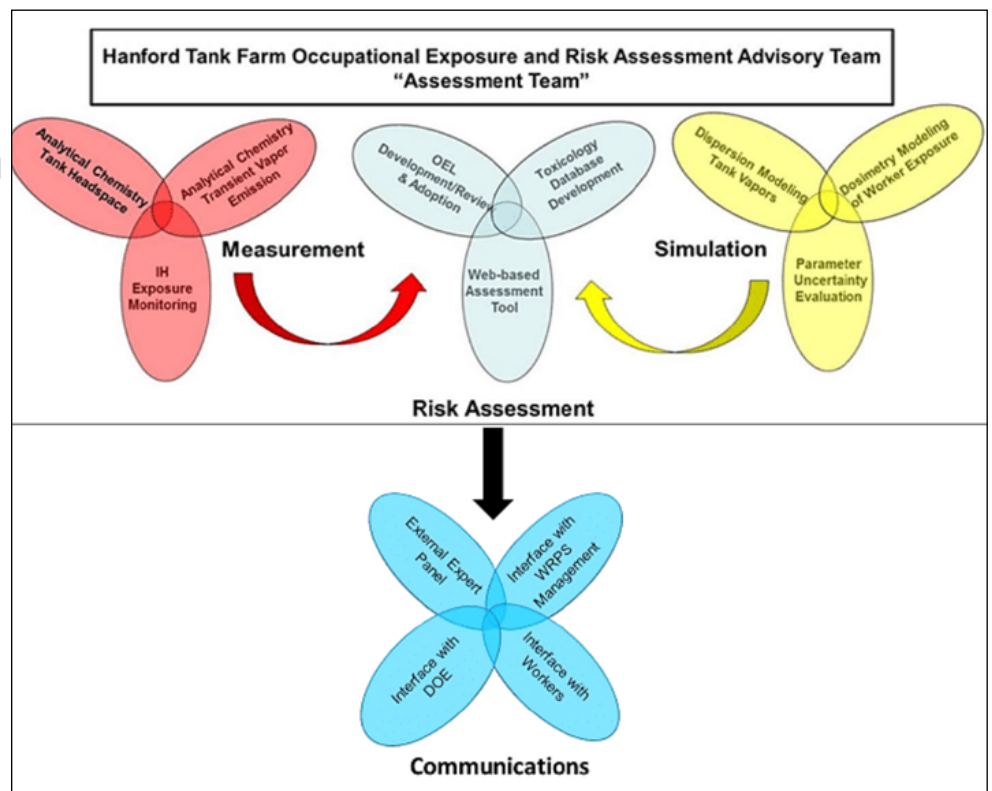 Hanford Tank Farm Occupational Exposure and Risk Assessment Advisory Team
“Assessment Team”
Analytical Chemistry
Tank Headspace
Analytical Chemistry
Transient Vapor
Emission
IH
Exposure
Monitoring
Measurement
OEL
Development/Review
& Adoption
Toxicology
Database
Development
Web-based
Assessment
Tool
Simulation
Dispersion Modeling
Tank Vapors
Dosimetry Modeling
of Worker Exposure
Parameter
Uncertainty
Evaluation
Risk Assessment
External Expert
Panel
Interface with
WRPS
Management
Interface with
DOE
Interface with
Workers
Communications